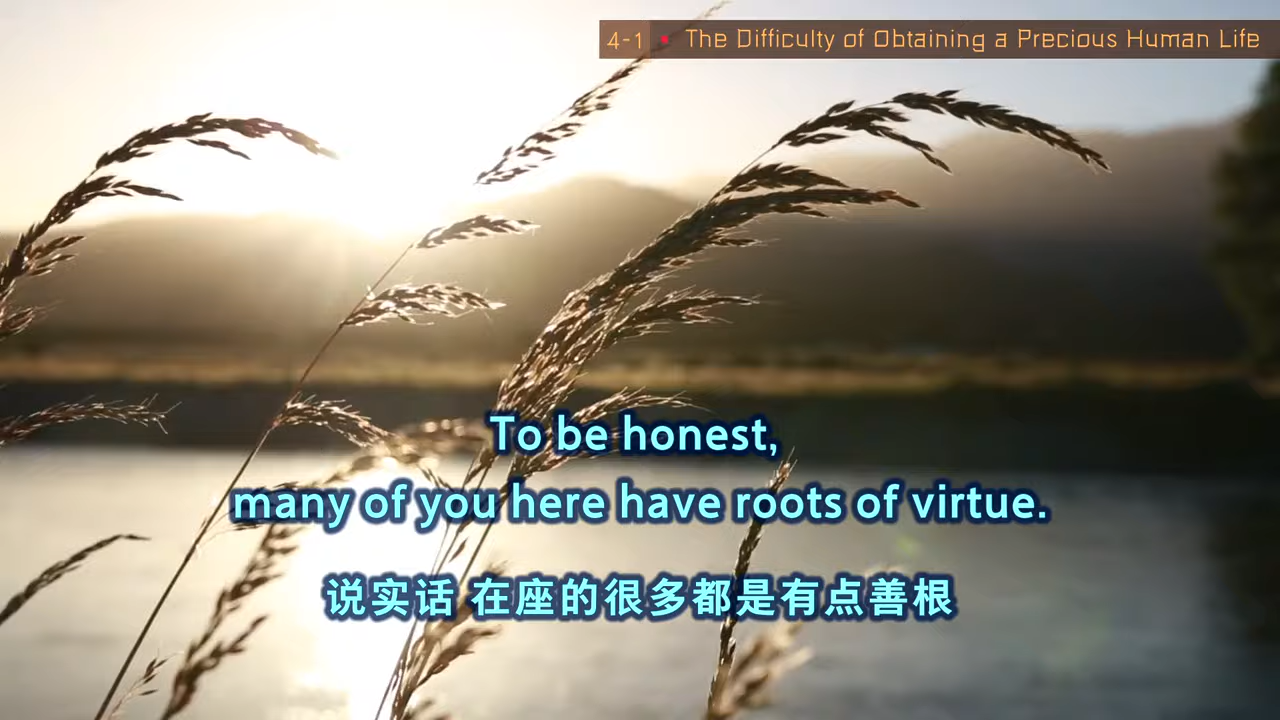 4-1 • The Difficulty of Obtaining a Precious Human Life
To be honest,
many of you here have roots of virtue.
说实话 在座的很多都是有点善根